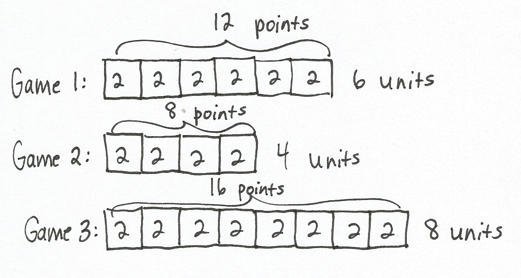 12 points
Game 1: 2 2 2 2 2 2 6 units
8 points
Game 2: 2 2 2 2 4 units
16 points
Game 3: 2 2 2 2 2 2 2 2 8 units